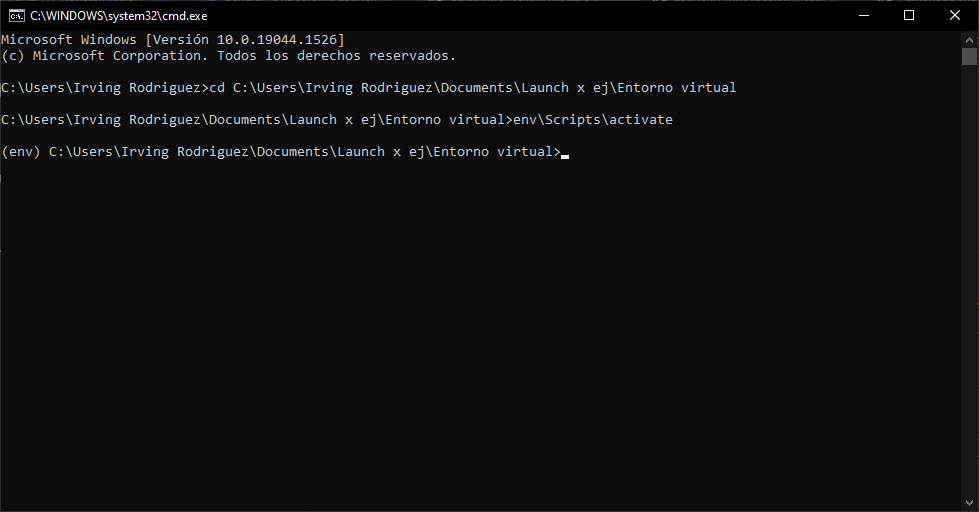 C:\WINDOWS\system32\cmd.exe
Microsoft Windows [Versión 10.0.19044.1526]
(c) Microsoft Corporation. Todos los derechos reservados.
C:\Users\Irving Rodriguez>cd C:\Users\Irving Rodriguez\Documents\Launch x ej\Entorno virtual
C:\Users\Irving Rodriguez\Documents\Launch x ej\Entorno virtual>env\Scripts\activate
(env) C:\Users\Irving Rodriguez\Documents\Launch x ej\Entorno virtual>